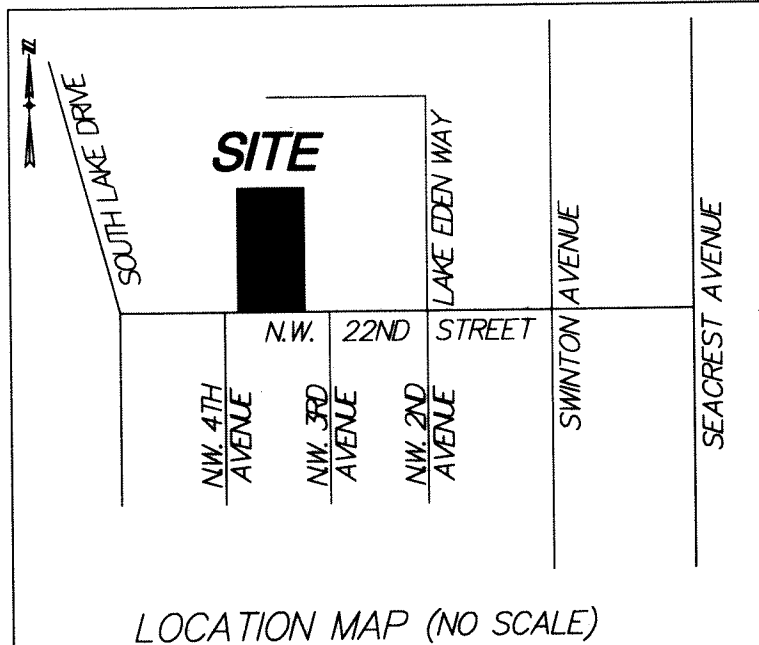 N
SOUTH LAKE DRIVE
SITE
LAKE EDEN WAY
SWINTON AVENUE
SEACREST AVENUE
N.W. 22ND STREET
N.W. 4TH
AVENUE
N.W. 3RD
AVENUE
N.W. 2ND
AVENUE
LOCATION MAP (NO SCALE)